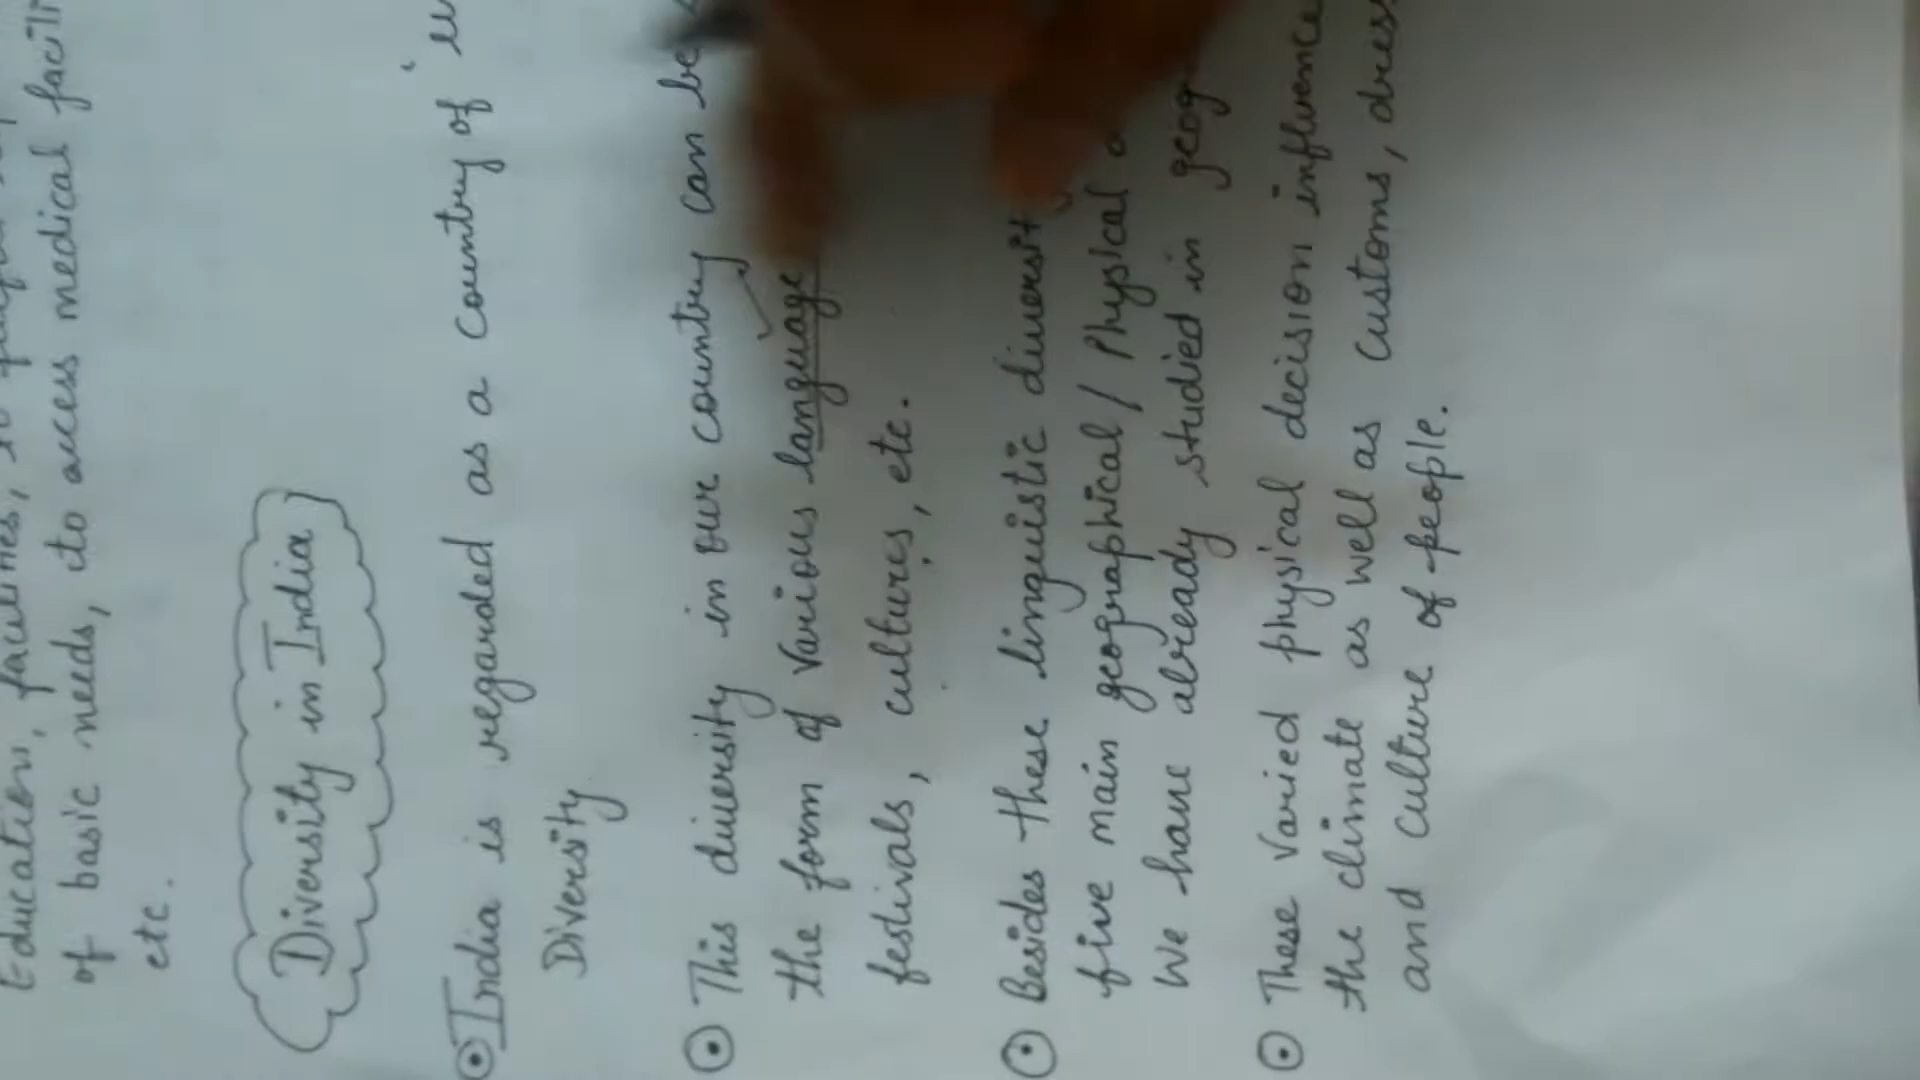 Education, facilities, to
of basic needs, to access medical
etc.
Diversity in India
India is regarded as a country of '
Diversity
This diversity in our country can be
the form of various language
festivals, cultures, etc.
Besides these linguistic
five main geographical / Physical
We have already studied in
These varied physical decision influence
the climate as well as customs,
and culture of people.